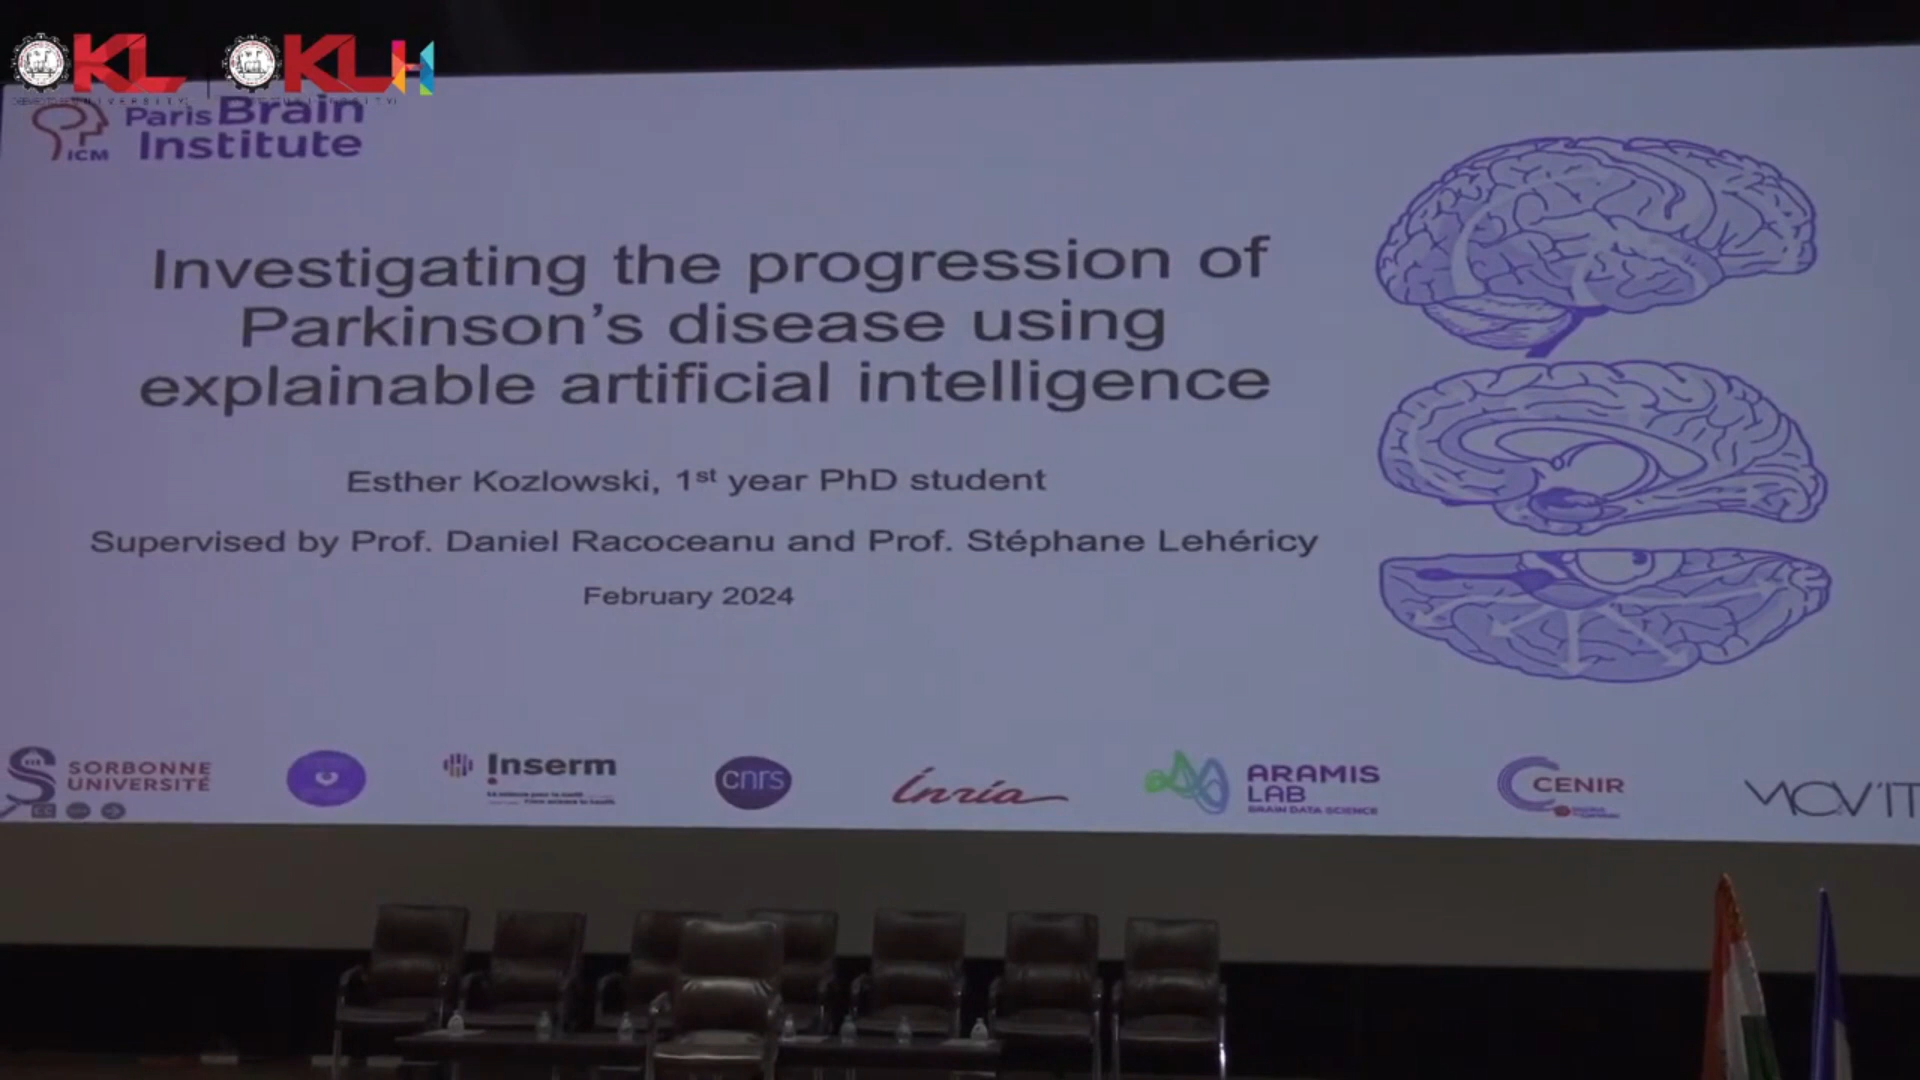 KL
KLH
Paris Brain
Institute
ICM
Investigating the progression of
Parkinson's disease using
explainable artificial intelligence
Esther Kozlowski, 1st year PhD student
Supervised by Prof. Daniel Racoceanu and Prof. Stéphane Lehéricy
February 2024
SORBONNE
UNIVERSITÉ
Inserm
cnrs
Inria
ARAMIS
LAB
BRAIN DATA SCIENCE
CENIR
MOV'IT